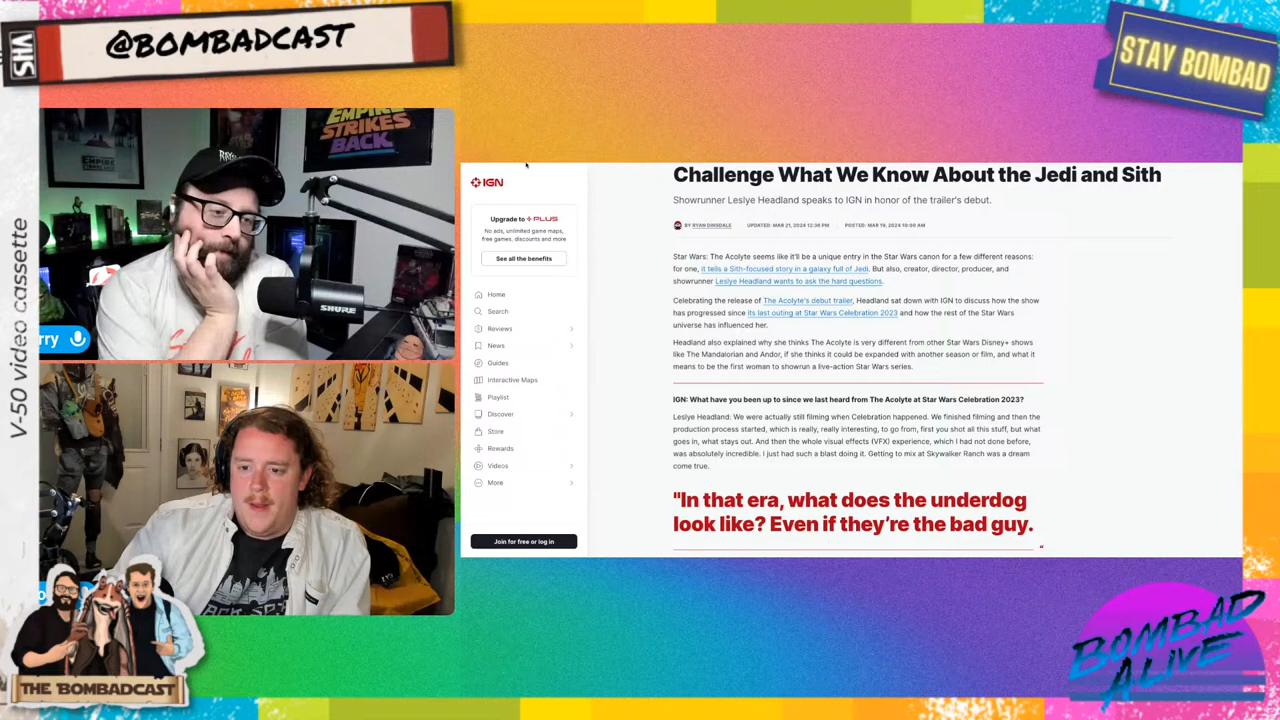 VHS
@BOMBADCAST
STAY BOMBAD
V-50 video cassette
EMPIRE
STRIKES
BACK
EMPIRE
SHURE
rry
THE BOMBADCAST
BOMBAD
ALIVE
IGN
Upgrade to + PLUS
No ads, unlimited game maps,
free games, discounts and more
See all the benefits
Home
Search
Reviews
News
Guides
Interactive Maps
Playlist
Discover
Store
Rewards
Videos
More
Join for free or log in
Challenge What We Know About the Jedi and Sith
Showrunner Leslye Headland speaks to IGN in honor of the trailer's debut.
BY RYAN DINSDALE UPDATED: MAR 21, 2024 12:36 PM POSTED: MAR 19, 2024 10:00 AM
Star Wars: The Acolyte seems like it'll be a unique entry in the Star Wars canon for a few different reasons:
for one, it tells a Sith-focused story in a galaxy full of Jedi. But also, creator, director, producer, and
showrunner Leslye Headland wants to ask the hard questions.
Celebrating the release of The Acolyte's debut trailer, Headland sat down with IGN to discuss how the show
has progressed since its last outing at Star Wars Celebration 2023 and how the rest of the Star Wars
universe has influenced her.
Headland also explained why she thinks The Acolyte is very different from other Star Wars Disney+ shows
like The Mandalorian and Andor, if she thinks it could be expanded with another season or film, and what it
means to be the first woman to showrun a live-action Star Wars series.
IGN: What have you been up to since we last heard from The Acolyte at Star Wars Celebration 2023?
Leslye Headland: We were actually still filming when Celebration happened. We finished filming and then the
production process started, which is really, really interesting, to go from, first you shot all this stuff, but what
goes in, what stays out. And then the whole visual effects (VFX) experience, which I had not done before,
was absolutely incredible. I just had such a blast doing it. Getting to mix at Skywalker Ranch was a dream
come true.
"In that era, what does the underdog
look like? Even if they're the bad guy.
"